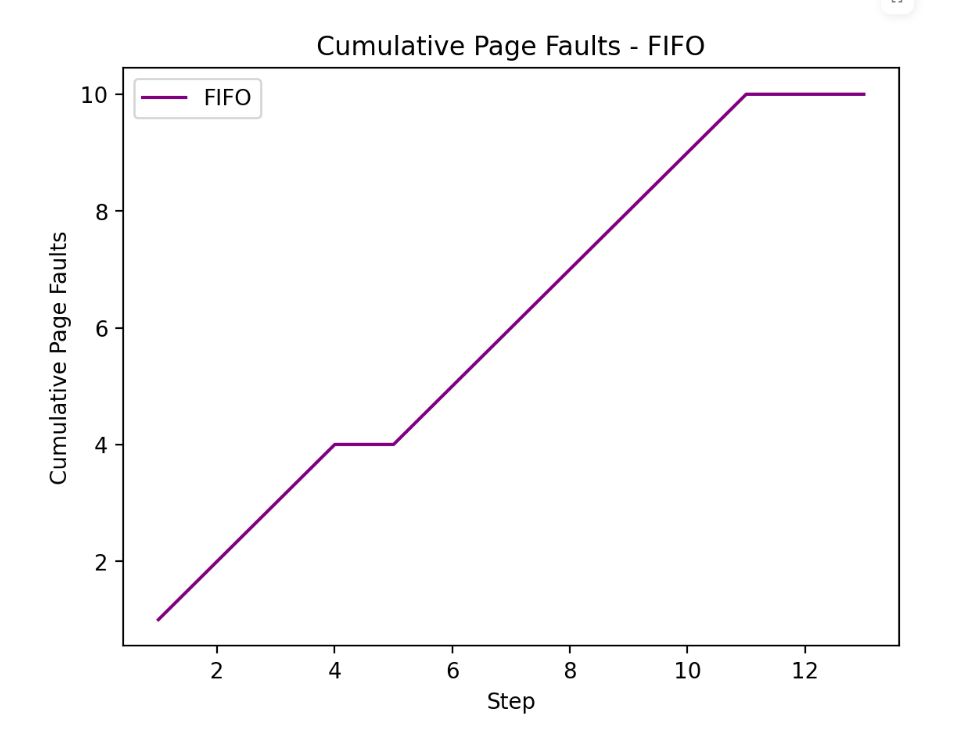 Cumulative Page Faults - FIFO
FIFO
Cumulative Page Faults
10
8
6
4
2
2 4 6 8 10 12
Step